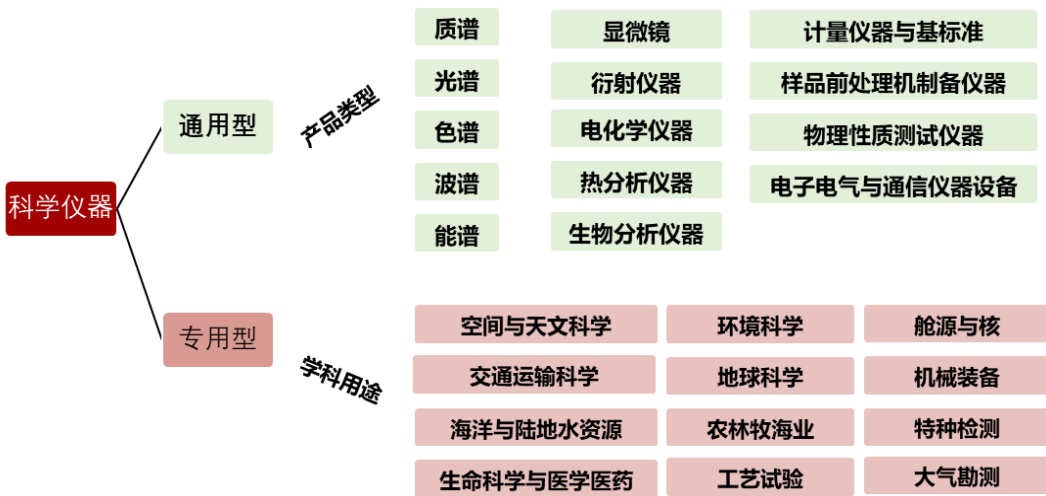 科学仪器
通用型
产品类型
质谱
显微镜
计量仪器与基标准
光谱
衍射仪器
样品前处理机制备仪器
色谱
电化学仪器
物理性质测试仪器
波谱
热分析仪器
电子电气与通信仪器设备
能谱
生物分析仪器
专用型
学科用途
空间与天文科学
环境科学
舱源与核
交通运输科学
地球科学
机械装备
海洋与陆地水资源
农林牧海业
特种检测
生命科学与医学医药
工艺试验
大气勘测